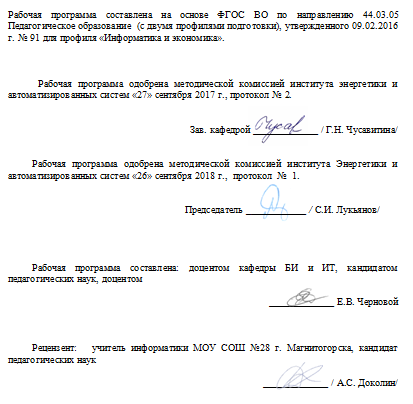 Рабочая программа составлена на основе ФГОС ВО по направлению 44.03.05
Педагогическое образование (с двумя профилями подготовки), утвержденного 09.02.2016
г. № 91 для профиля «Информатика и экономика».
Рабочая программа одобрена методической комиссией института энергетики и
автоматизированных систем «27» сентября 2017 г., протокол № 2.
Зав. кафедрой ____________ / Г.Н. Чусавитина/
Рабочая программа одобрена методической комиссией института Энергетики и
автоматизированных систем «26» сентября 2018 г., протокол № 1.
Председатель ____________ / С.И. Лукьянов/
Рабочая программа составлена: доцентом кафедры БИ и ИТ, кандидатом
педагогических наук, доцентом
____________ Е.В. Черновой
Рецензент: учитель информатики МОУ СОШ №28 г. Магнитогорска, кандидат
педагогических наук
____________ / А.С. Доколин/